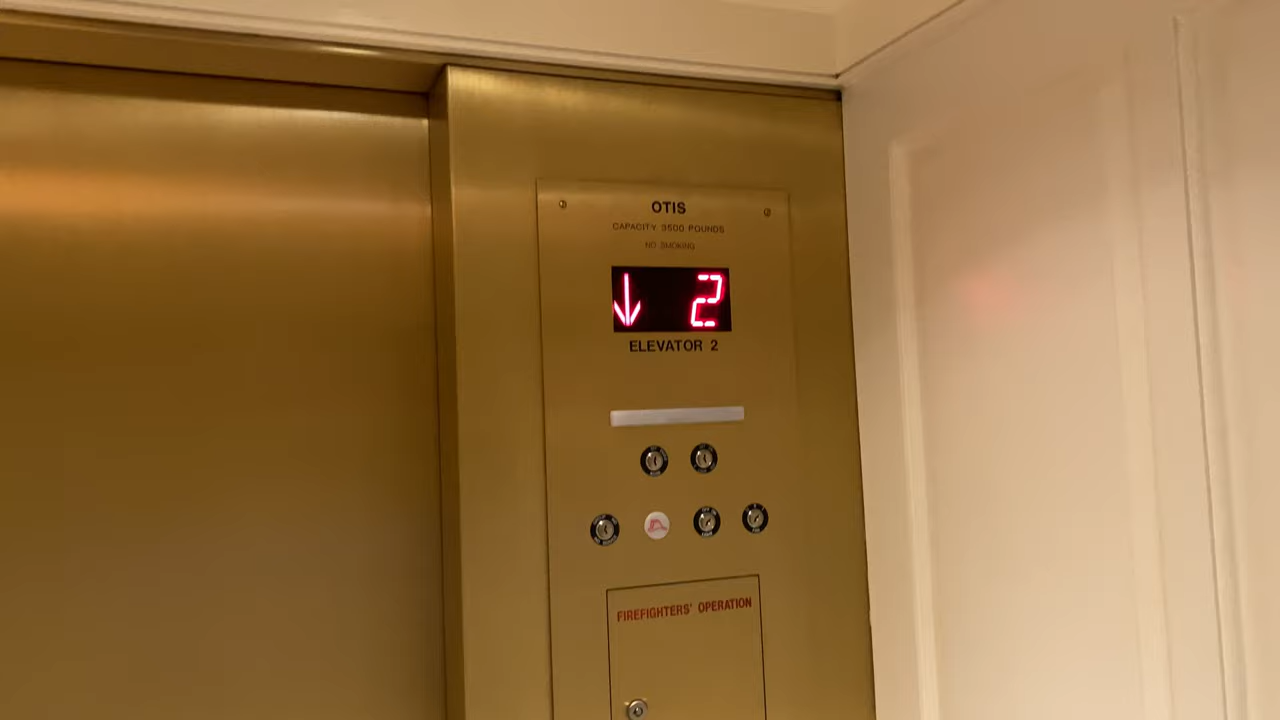 OTIS
CAPACITY 3500 POUNDS
NO SMOKING
2
ELEVATOR 2
FIREFIGHTERS' OPERATION